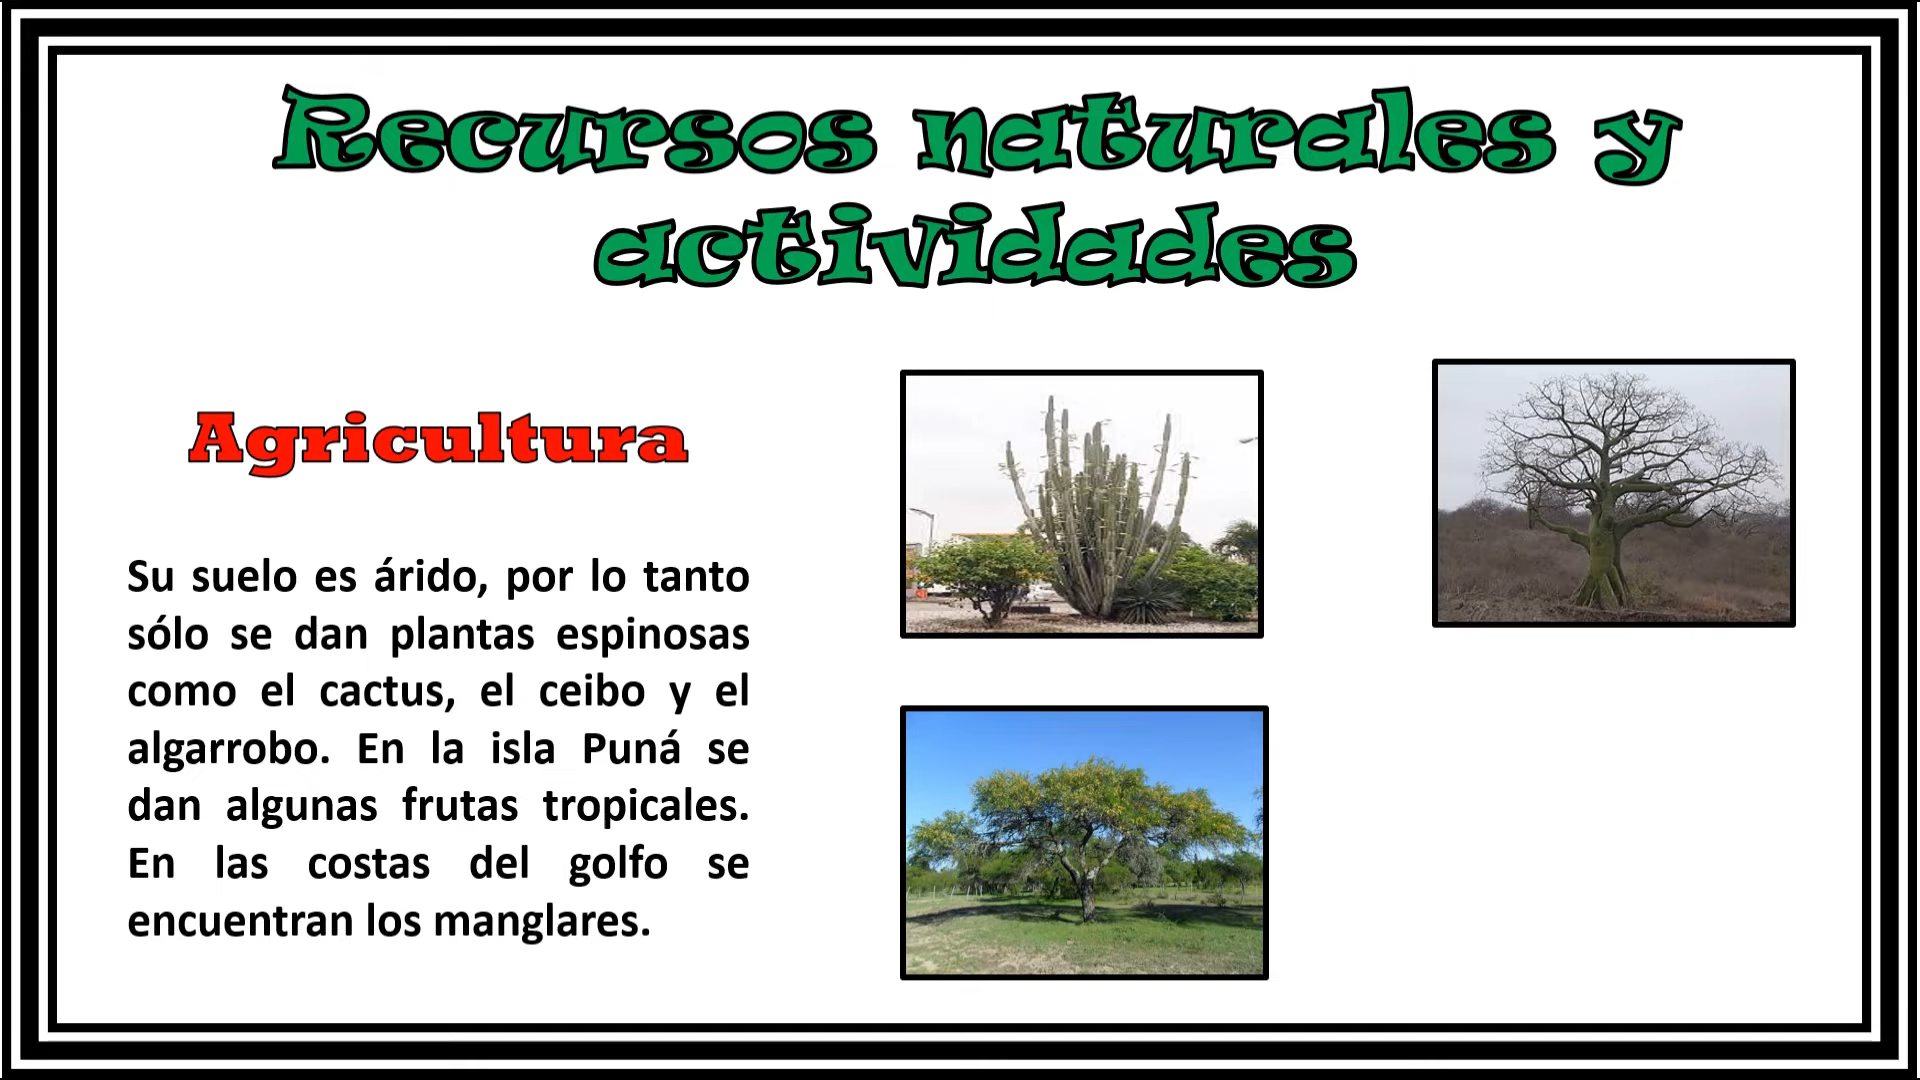 Recursos naturales y
actividades
Agricultura
Su suelo es árido, por lo tanto
sólo se dan plantas espinosas
como el cactus, el ceibo y el
algarrobo. En la isla Puná se
dan algunas frutas tropicales.
En las costas del golfo se
encuentran los manglares.